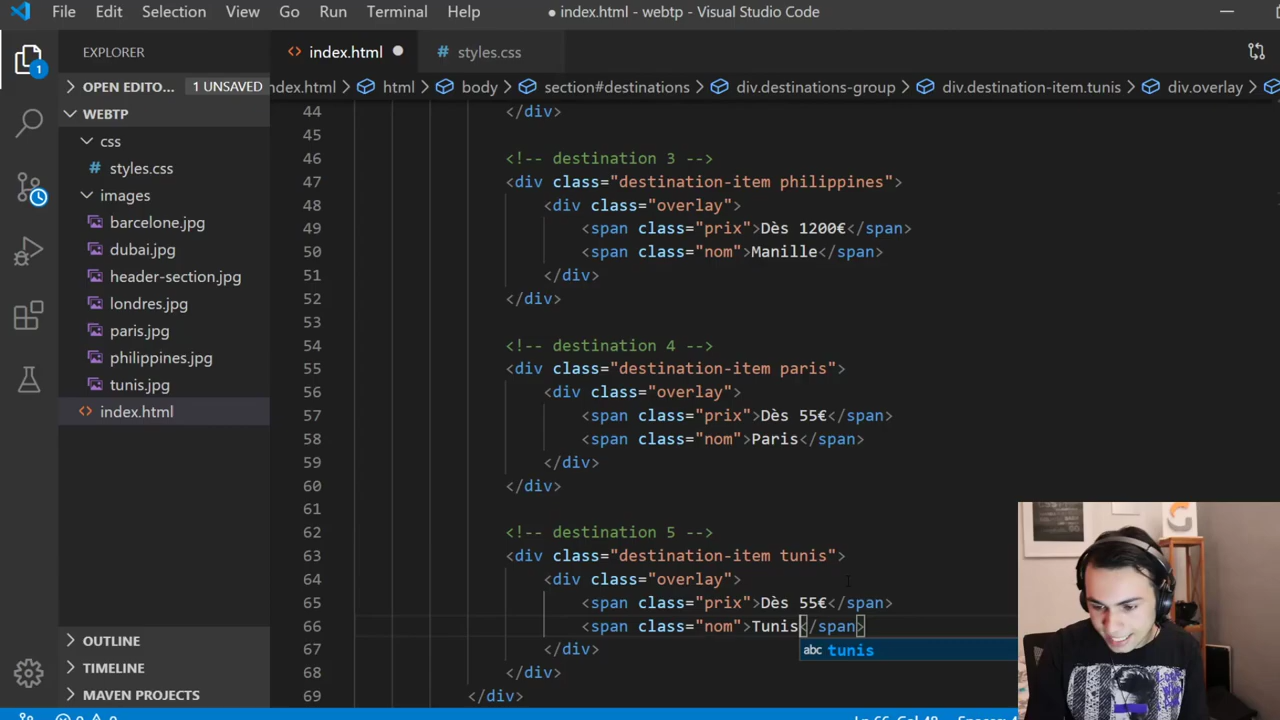 File Edit Selection View Go Run Terminal Help ● index.html - webtp - Visual Studio Code
EXPLORER
<> index.html ● # styles.css
OPEN EDITO... 1 UNSAVED
ndex.html > html > body > section#destinations > div.destinations-group > div.destination-item.tunis > div.overlay >
WEBTP
css
# styles.css
images
barcelone.jpg
dubai.jpg
header-section.jpg
londres.jpg
paris.jpg
philippines.jpg
tunis.jpg
<> index.html
OUTLINE
TIMELINE
MAVEN PROJECTS
1
44 </div>
45
46 <!-- destination 3 -->
47 <div class="destination-item philippines">
48 <div class="overlay">
49 <span class="prix">Dès 1200€</span>
50 <span class="nom">Manille</span>
51 </div>
52 </div>
53
54 <!-- destination 4 -->
55 <div class="destination-item paris">
56 <div class="overlay">
57 <span class="prix">Dès 55€</span>
58 <span class="nom">Paris</span>
59 </div>
60 </div>
61
62 <!-- destination 5 -->
63 <div class="destination-item tunis">
64 <div class="overlay">
65 <span class="prix">Dès 55€</span>
66 <span class="nom">Tunis</span>
abc tunis
67 </div>
68 </div>
69 </div>